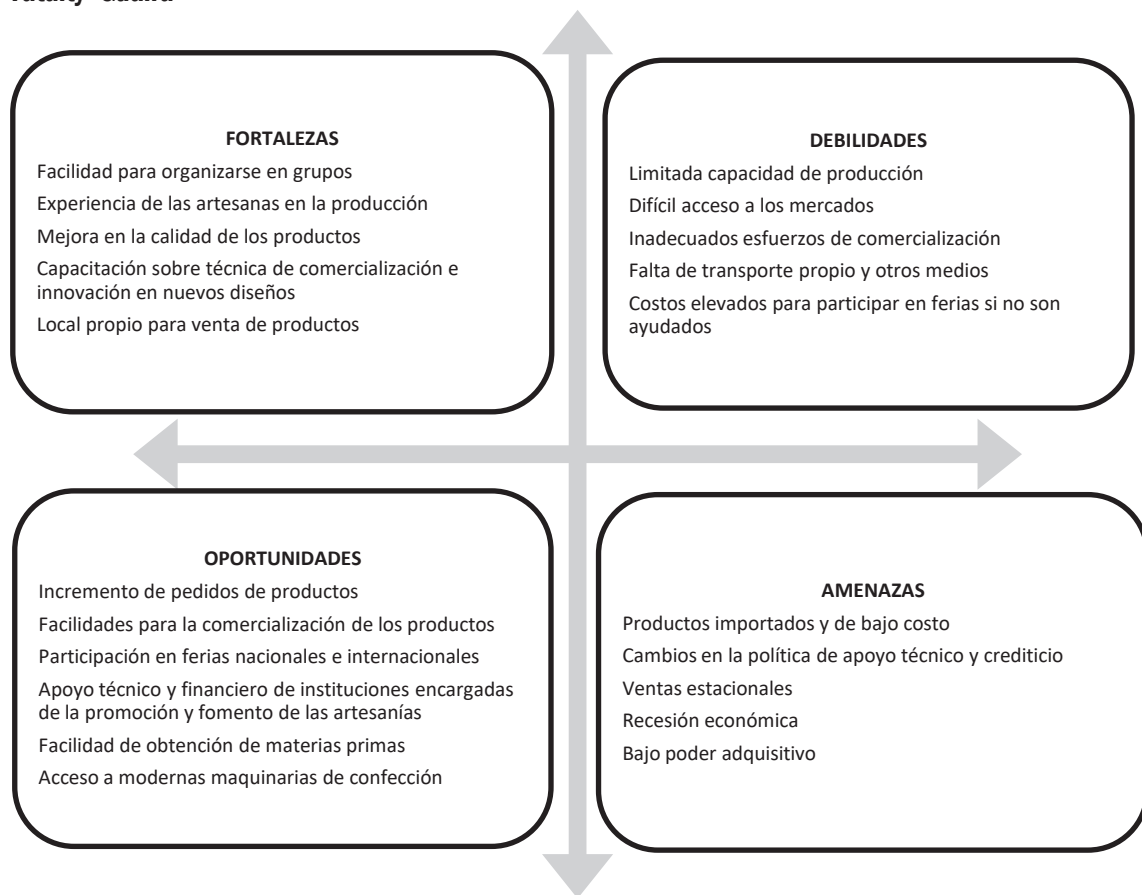 FORTALEZAS
Facilidad para organizarse en grupos
Experiencia de las artesanas en la producción
Mejora en la calidad de los productos
Capacitación sobre técnica de comercialización e
innovación en nuevos diseños
Local propio para venta de productos
DEBILIDADES
Limitada capacidad de producción
Difícil acceso a los mercados
Inadecuados esfuerzos de comercialización
Falta de transporte propio y otros medios
Costos elevados para participar en ferias si no son
ayudados
OPORTUNIDADES
Incremento de pedidos de productos
Facilidades para la comercialización de los productos
Participación en ferias nacionales e internacionales
Apoyo técnico y financiero de instituciones encargadas
de la promoción y fomento de las artesanías
Facilidad de obtención de materias primas
Acceso a modernas maquinarias de confección
AMENAZAS
Productos importados y de bajo costo
Cambios en la política de apoyo técnico y crediticio
Ventas estacionales
Recesión económica
Bajo poder adquisitivo